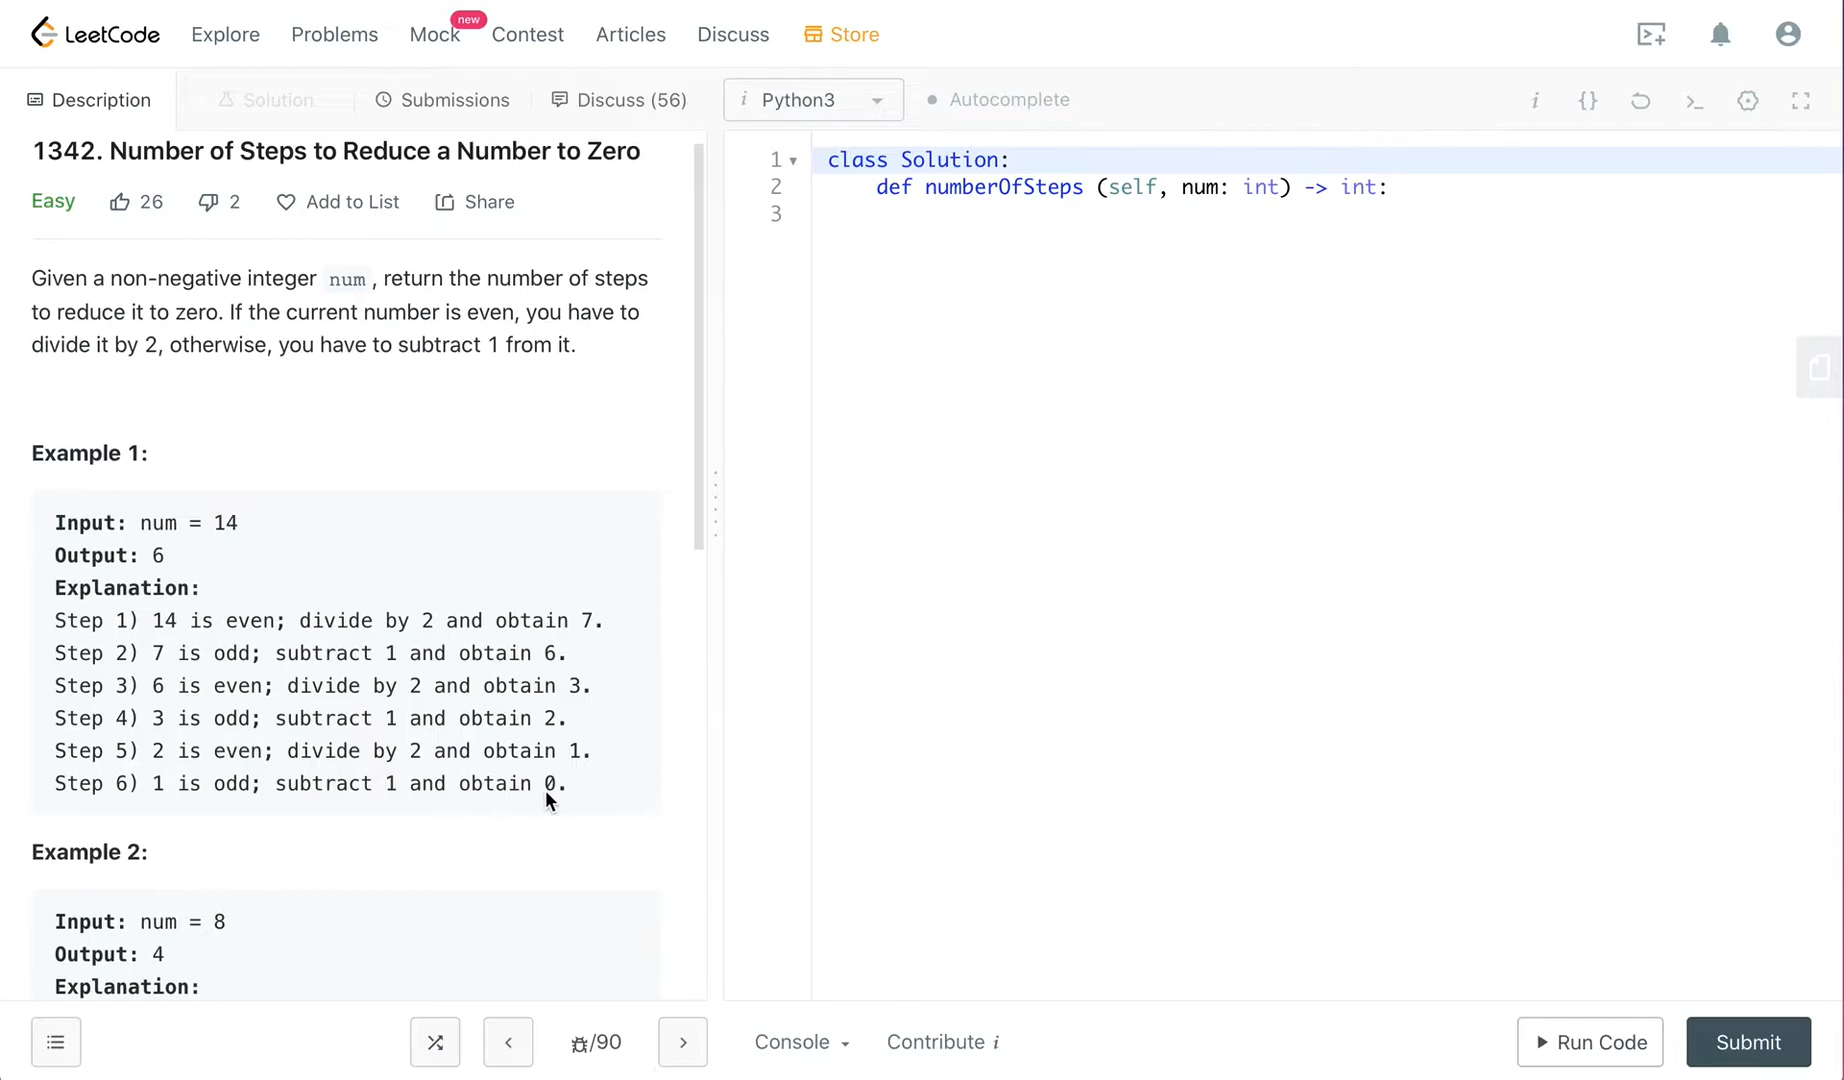 LeetCode Explore Problems Mock new Contest Articles Discuss Store
Description Solution Submissions Discuss (56)
1342. Number of Steps to Reduce a Number to Zero
Easy 26 2 Add to List Share
Given a non-negative integer num , return the number of steps
to reduce it to zero. If the current number is even, you have to
divide it by 2, otherwise, you have to subtract 1 from it.
Example 1:
Input: num = 14
Output: 6
Explanation:
Step 1) 14 is even; divide by 2 and obtain 7.
Step 2) 7 is odd; subtract 1 and obtain 6.
Step 3) 6 is even; divide by 2 and obtain 3.
Step 4) 3 is odd; subtract 1 and obtain 2.
Step 5) 2 is even; divide by 2 and obtain 1.
Step 6) 1 is odd; subtract 1 and obtain 0.
Example 2:
Input: num = 8
Output: 4
Explanation:
/90
i Python3 Autocomplete i {}
1 class Solution:
2 def numberOfSteps (self, num: int) -> int:
3
Console Contribute i Run Code Submit